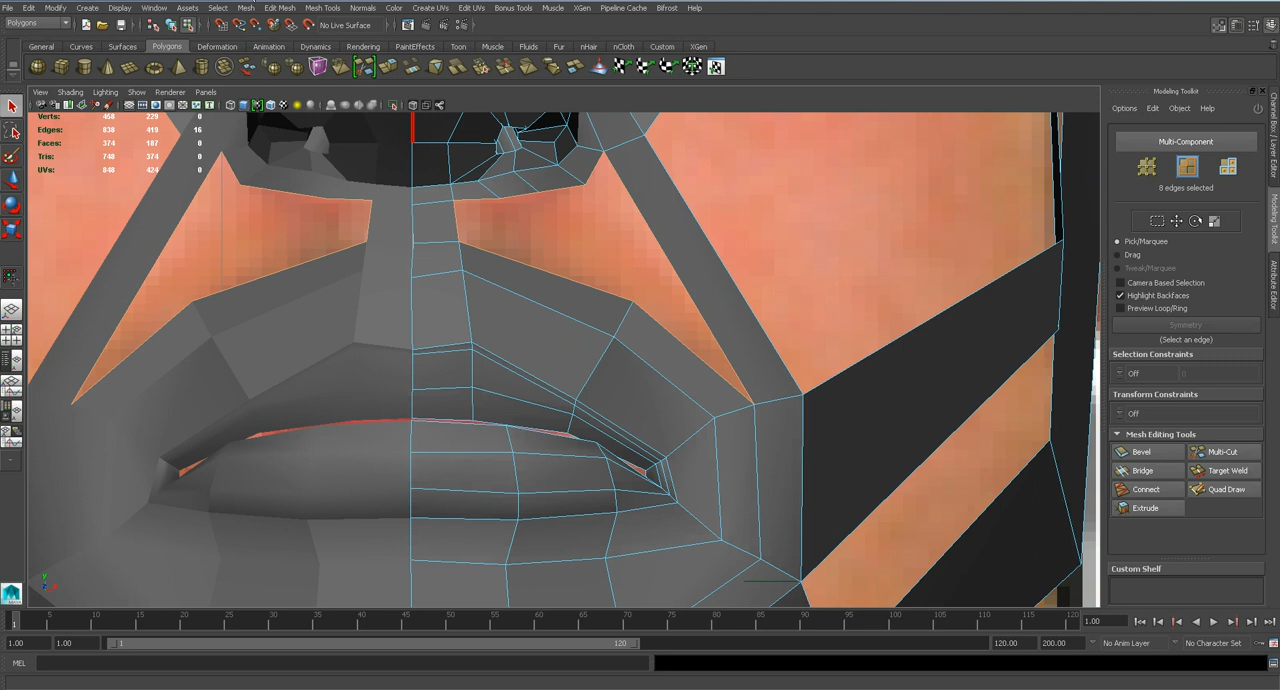 File Edit Modify Create Display Window Assets Select Mesh Edit Mesh Mesh Tools Normals Color Create UVs Edit UVs Bonus Tools Muscle XGen Pipeline Cache Bifrost Help
Polygons No Live Surface
General Curves Surfaces Polygons Deformation Animation Dynamics Rendering PaintEffects Toon Muscle Fluids Fur nHair nCloth Custom XGen
View Shading Lighting Show Renderer Panels
Verts: 458 229 0
Edges: 838 419 16
Faces: 374 187 0
Tris: 748 374 0
UVs: 848 424 0
Modeling Toolkit
Options Edit Object Help
Multi-Component
8 edges selected
Pick/Marquee
Drag
Tweak/Marquee
Camera Based Selection
Highlight Backfaces
Preview Loop/Ring
Symmetry
(Select an edge)
Selection Constraints
Off 0
Transform Constraints
Off
Mesh Editing Tools
Bevel Multi-Cut
Bridge Target Weld
Connect Quad Draw
Extrude
Custom Shelf
Channel Box / Layer Editor
Modeling Toolkit
Attribute Editor
y
1 5 10 15 20 25 30 35 40 45 50 55 60 65 70 75 80 85 90 95 100 105 110 115 120 1.00
1.00 1.00 1 120 120.00 200.00 No Anim Layer No Character Set
MEL